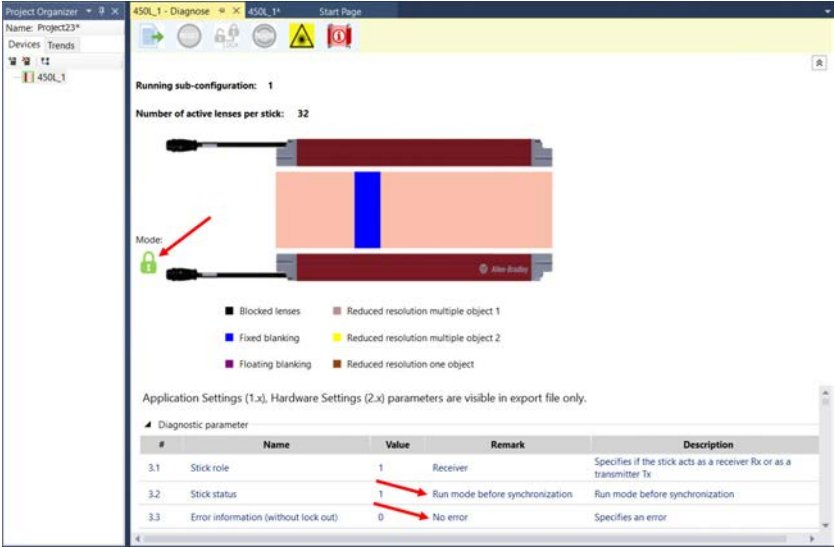 Project Organizer
450L_1 - Diagnose
450L_1*
Start Page
Name: Project23*
Devices Trends
450L_1
Running sub-configuration: 1
Number of active lenses per stick: 32
Mode:
Allen-Bradley
Blocked lenses
Reduced resolution multiple object 1
Fixed blanking
Reduced resolution multiple object 2
Floating blanking
Reduced resolution one object
Application Settings (1.x), Hardware Settings (2.x) parameters are visible in export file only.
Diagnostic parameter
# Name Value Remark Description
3.1 Stick role 1 Receiver Specifies if the stick acts as a receiver Rx or as a
transmitter Tx
3.2 Stick status 1 Run mode before synchronization Run mode before synchronization
3.3 Error information (without lock out) 0 No error Specifies an error